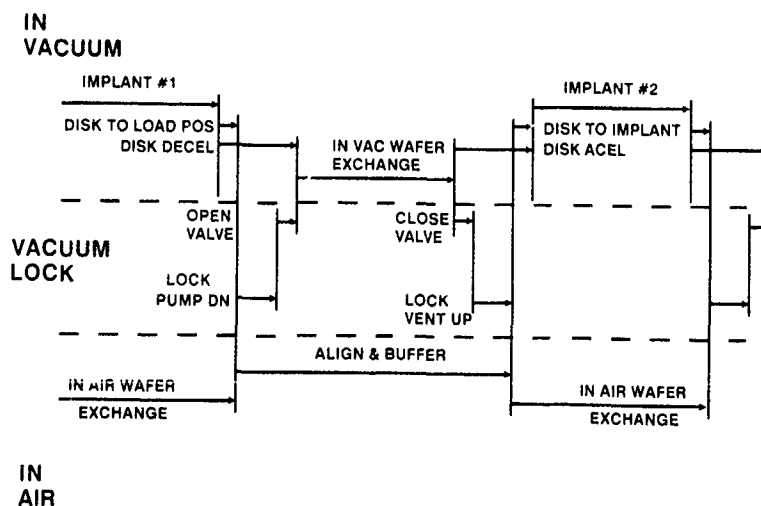 IN
VACUUM
IMPLANT #1
IMPLANT #2
DISK TO LOAD POS
DISK TO IMPLANT
DISK DECEL
IN VAC WAFER
EXCHANGE
DISK ACEL
OPEN
VALVE
CLOSE
VALVE
VACUUM
LOCK
LOCK
PUMP DN
LOCK
VENT UP
ALIGN & BUFFER
IN AIR WAFER
EXCHANGE
IN AIR WAFER
EXCHANGE
IN
AIR